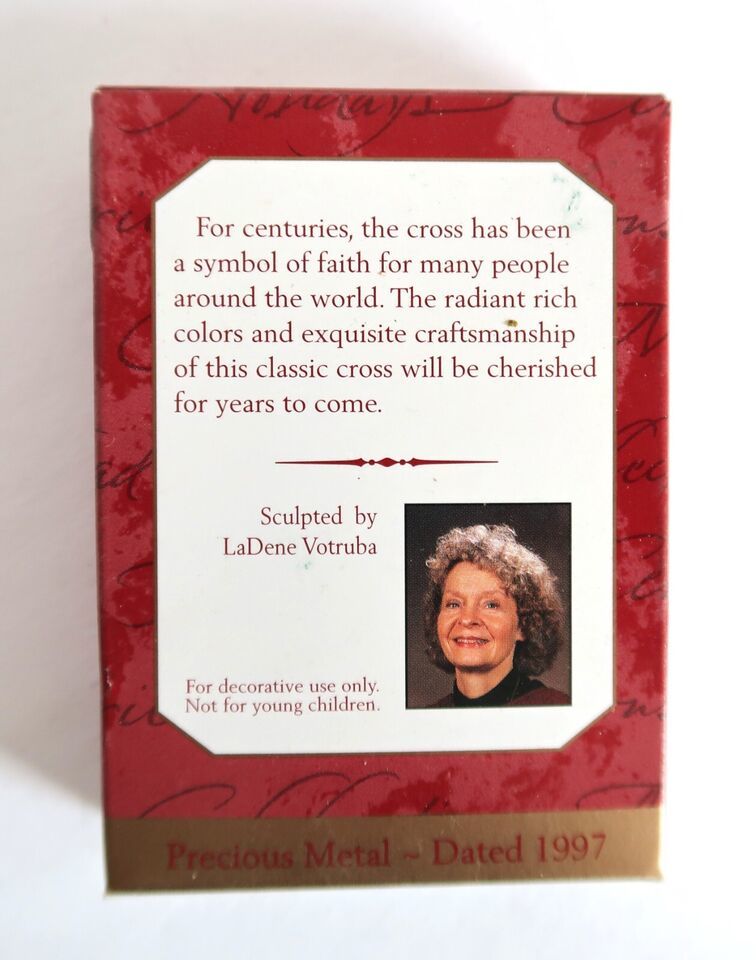 Holidays
For centuries, the cross has been
a symbol of faith for many people
around the world. The radiant rich
colors and exquisite craftsmanship
of this classic cross will be cherished
for years to come.
Sculpted by
LaDene Votruba
For decorative use only.
Not for young children.
Precious Metal ~ Dated 1997